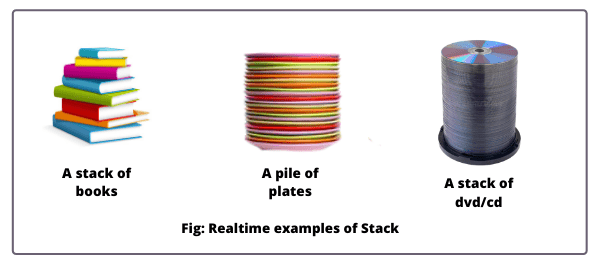 A stack of
books
A pile of
plates
A stack of
dvd/cd
Fig: Realtime examples of Stack